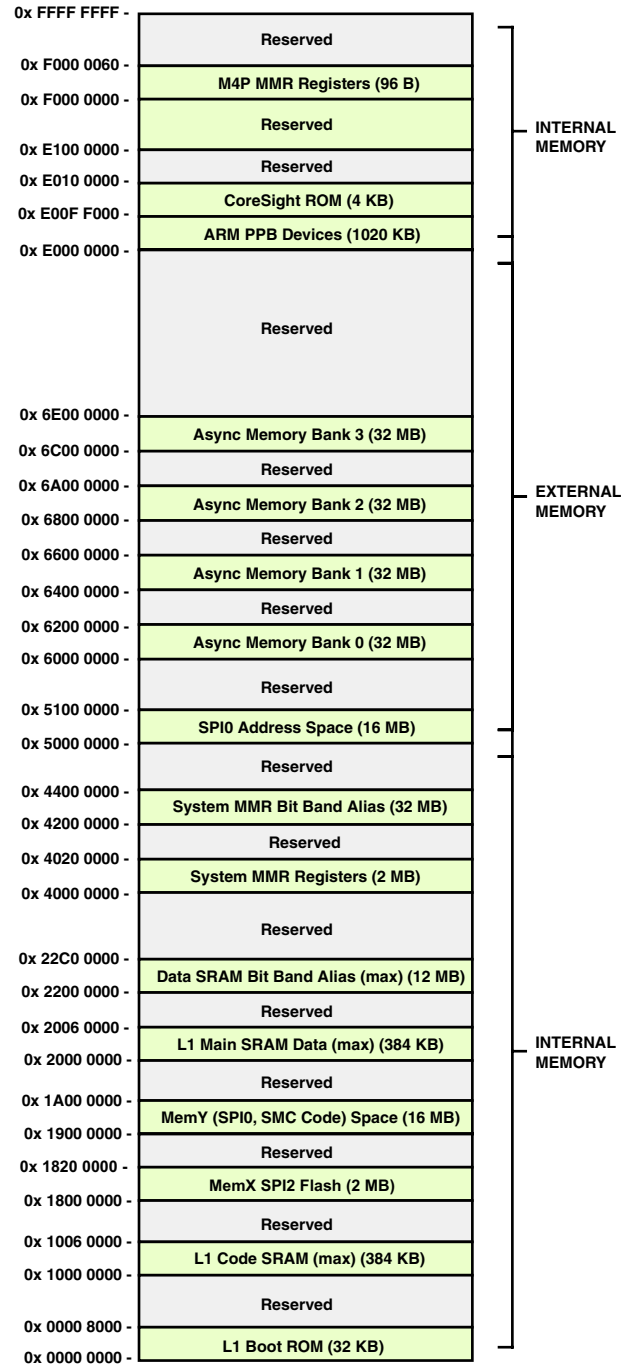 0x FFFF FFFF -
Reserved
0x F000 0060 -
M4P MMR Registers (96 B)
0x F000 0000 -
Reserved
0x E100 0000 -
Reserved
0x E010 0000 -
CoreSight ROM (4 KB)
0x E00F F000 -
ARM PPB Devices (1020 KB)
0x E000 0000 -
INTERNAL
MEMORY
Reserved
0x 6E00 0000 -
Async Memory Bank 3 (32 MB)
0x 6C00 0000 -
Reserved
0x 6A00 0000 -
Async Memory Bank 2 (32 MB)
0x 6800 0000 -
Reserved
0x 6600 0000 -
Async Memory Bank 1 (32 MB)
0x 6400 0000 -
Reserved
0x 6200 0000 -
Async Memory Bank 0 (32 MB)
0x 6000 0000 -
Reserved
0x 5100 0000 -
SPI0 Address Space (16 MB)
0x 5000 0000 -
EXTERNAL
MEMORY
Reserved
0x 4400 0000 -
System MMR Bit Band Alias (32 MB)
0x 4200 0000 -
Reserved
0x 4020 0000 -
System MMR Registers (2 MB)
0x 4000 0000 -
Reserved
0x 22C0 0000 -
Data SRAM Bit Band Alias (max) (12 MB)
0x 2200 0000 -
Reserved
0x 2006 0000 -
L1 Main SRAM Data (max) (384 KB)
0x 2000 0000 -
Reserved
0x 1A00 0000 -
MemY (SPI0, SMC Code) Space (16 MB)
0x 1900 0000 -
Reserved
0x 1820 0000 -
MemX SPI2 Flash (2 MB)
0x 1800 0000 -
Reserved
0x 1006 0000 -
L1 Code SRAM (max) (384 KB)
0x 1000 0000 -
Reserved
0x 0000 8000 -
L1 Boot ROM (32 KB)
0x 0000 0000 -
INTERNAL
MEMORY